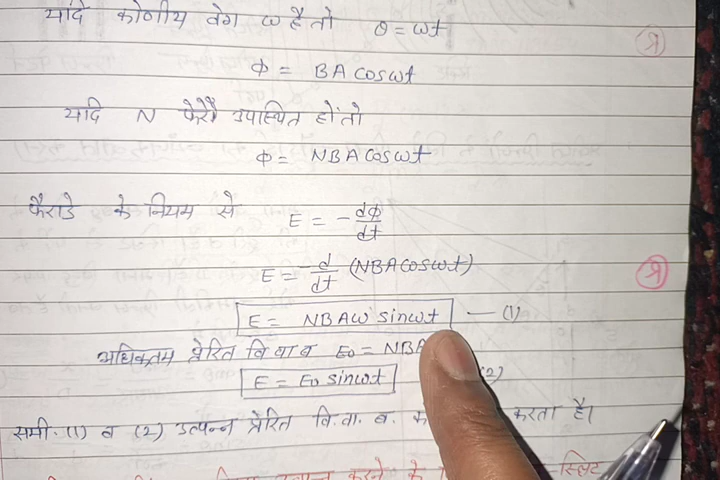 यदि कोणीय वेग ω है तो θ = ωt
Φ = BA cosωt
यदि N फेरे उपस्थित हों तो
Φ = NBA cosωt
फैराडे के नियम से E = - dΦ/dt
E = - d/dt (NBA cosωt)
E = NBAω sinωt — (1)
अधिकतम प्रेरित वि.वा.ब E₀ = NBA
E = E₀ sinωt (2)
समी. (1) व (2) उत्पन्न प्रेरित वि.वा.ब. करता है।
करने के स्लिट